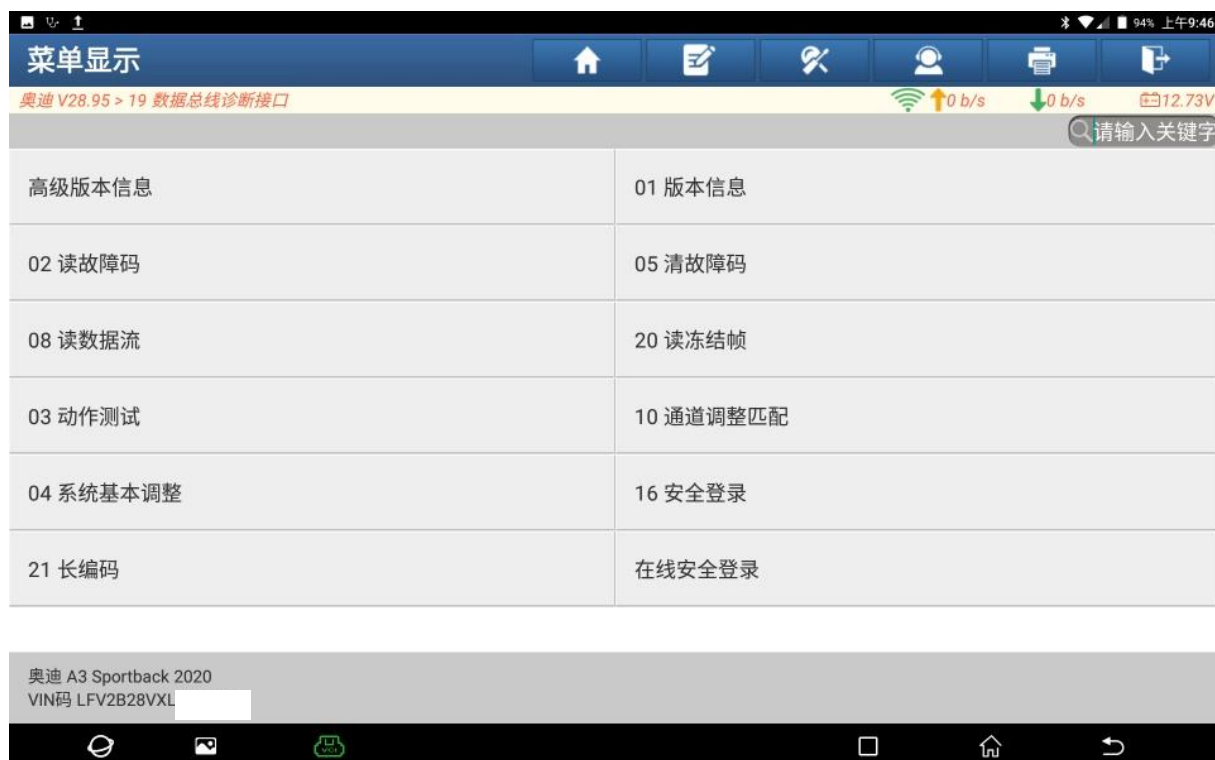 94% 上午9:46
菜单显示
奥迪 V28.95 > 19 数据总线诊断接口 0 b/s 0 b/s 12.73V
请输入关键字
高级版本信息 01 版本信息
02 读故障码 05 清故障码
08 读数据流 20 读冻结帧
03 动作测试 10 通道调整匹配
04 系统基本调整 16 安全登录
21 长编码 在线安全登录
奥迪 A3 Sportback 2020
VIN码 LFV2B28VXL
VCI